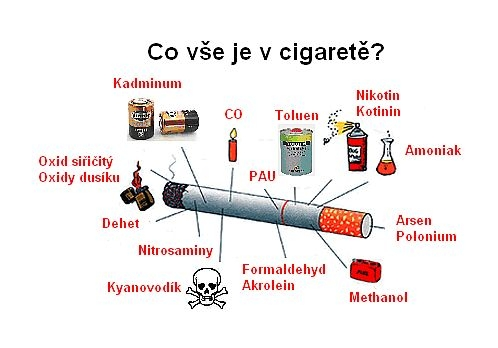 Co vše je v cigaretě?
Kadminum
CO
Toluen
Nikotin
Kotinin
Amoniak
Oxid siřičitý
Oxidy dusíku
PAU
Dehet
Arsen
Polonium
Nitrosaminy
Kyanovodík
Formaldehyd
Akrolein
Methanol